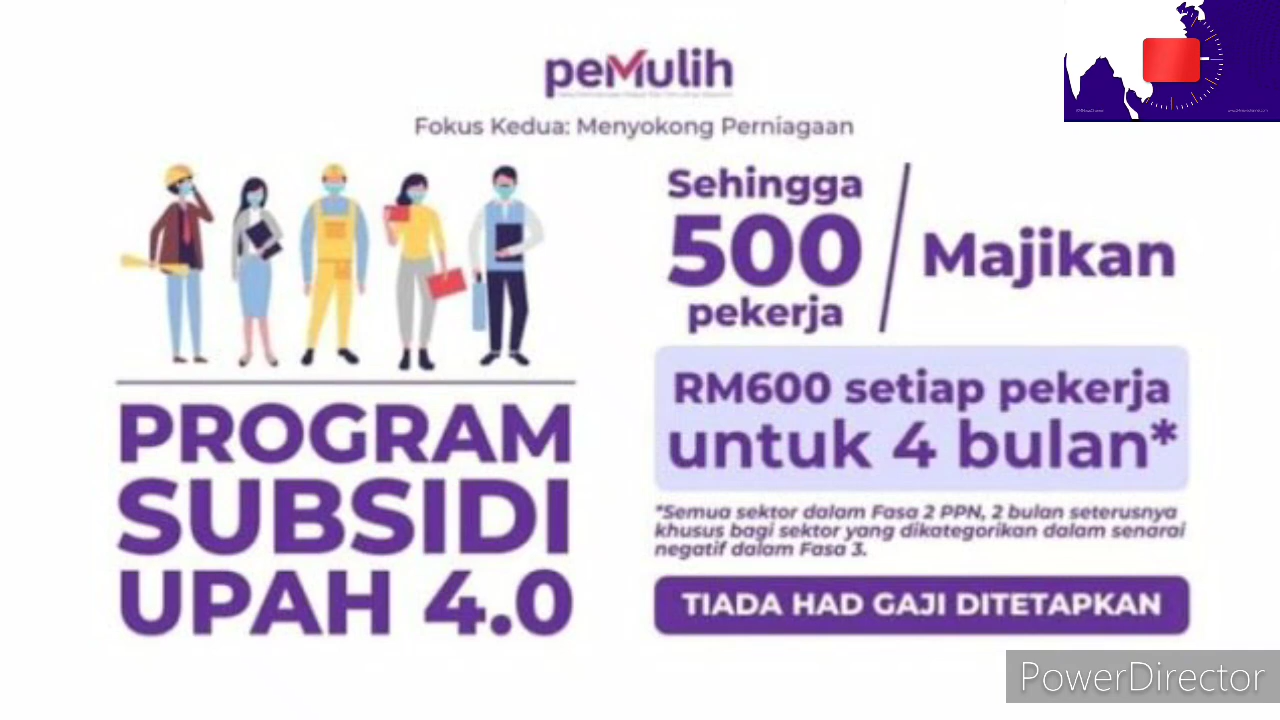 peMulih
Fokus Kedua: Menyokong Perniagaan
Sehingga
500
pekerja
Majikan
RM600 setiap pekerja
untuk 4 bulan*
*Semua sektor dalam Fasa 2 PPN, 2 bulan seterusnya
khusus bagi sektor yang dikategorikan dalam senarai
negatif dalam Fasa 3.
TIADA HAD GAJI DITETAPKAN
PROGRAM
SUBSIDI
UPAH 4.0
PowerDirector